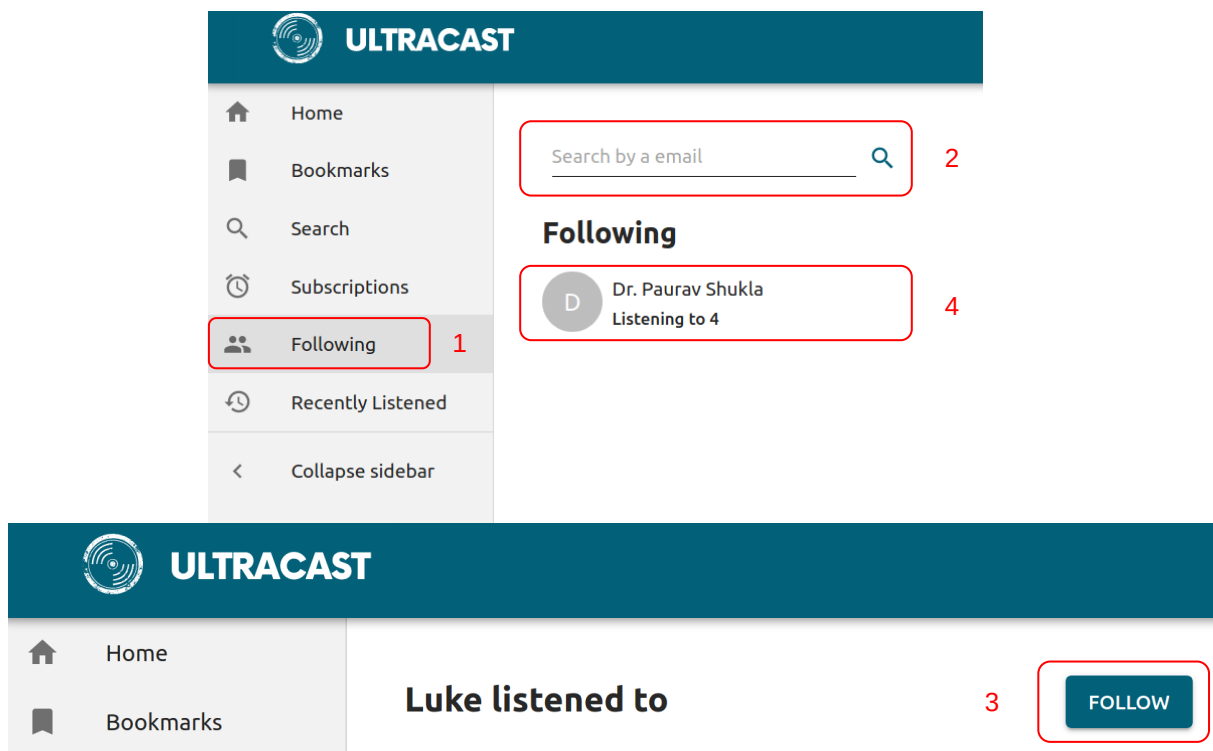 ULTRACAST
Home
Bookmarks
Search
Subscriptions
Following
1
Recently Listened
Collapse sidebar
Search by a email
2
Following
D
Dr. Paurav Shukla
Listening to 4
4
ULTRACAST
Home
Bookmarks
Luke listened to
3
FOLLOW